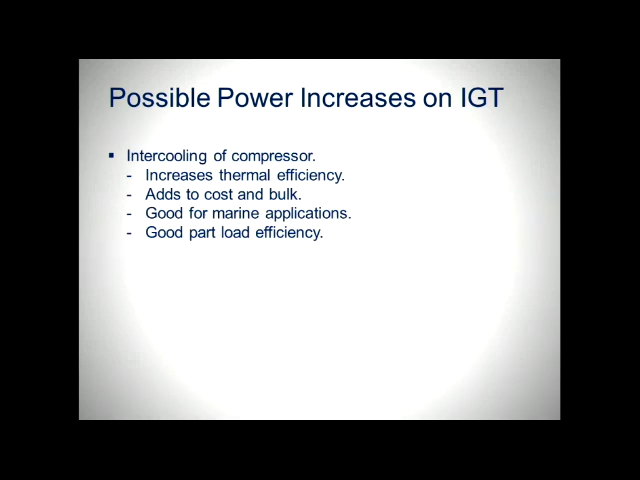 Possible Power Increases on IGT
▪ Intercooling of compressor.
- Increases thermal efficiency.
- Adds to cost and bulk.
- Good for marine applications.
- Good part load efficiency.